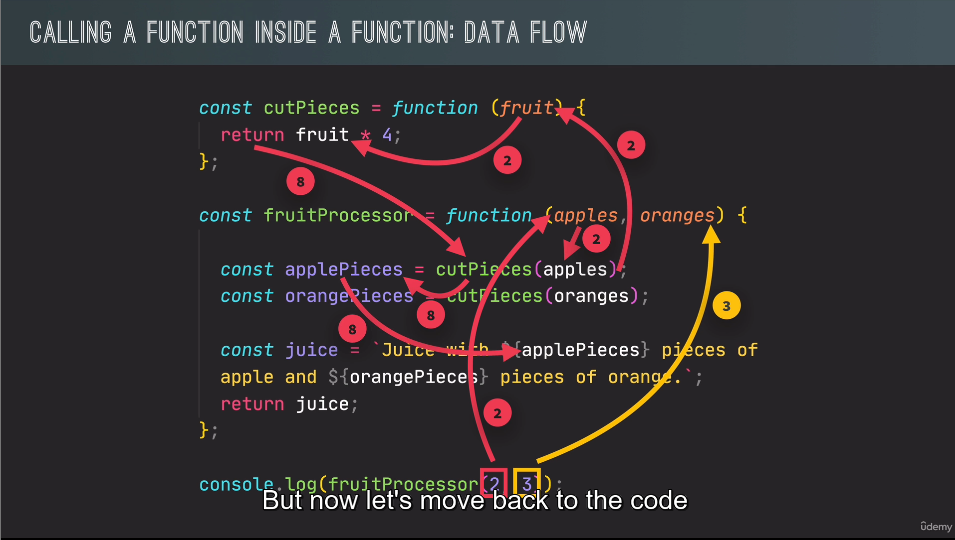 CALLING A FUNCTION INSIDE A FUNCTION: DATA FLOW
const cutPieces = function (fruit) {
return fruit * 4;
};
2
2
8
const fruitProcessor = function (apples, oranges) {
2
const applePieces = cutPieces(apples);
const orangePieces = cutPieces(oranges);
3
8
8
const juice = `Juice with ${applePieces} pieces of
apple and ${orangePieces} pieces of orange.`;
return juice;
2
};
console.log(fruitProcessor(2, 3));
But now let's move back to the code
ûdemy